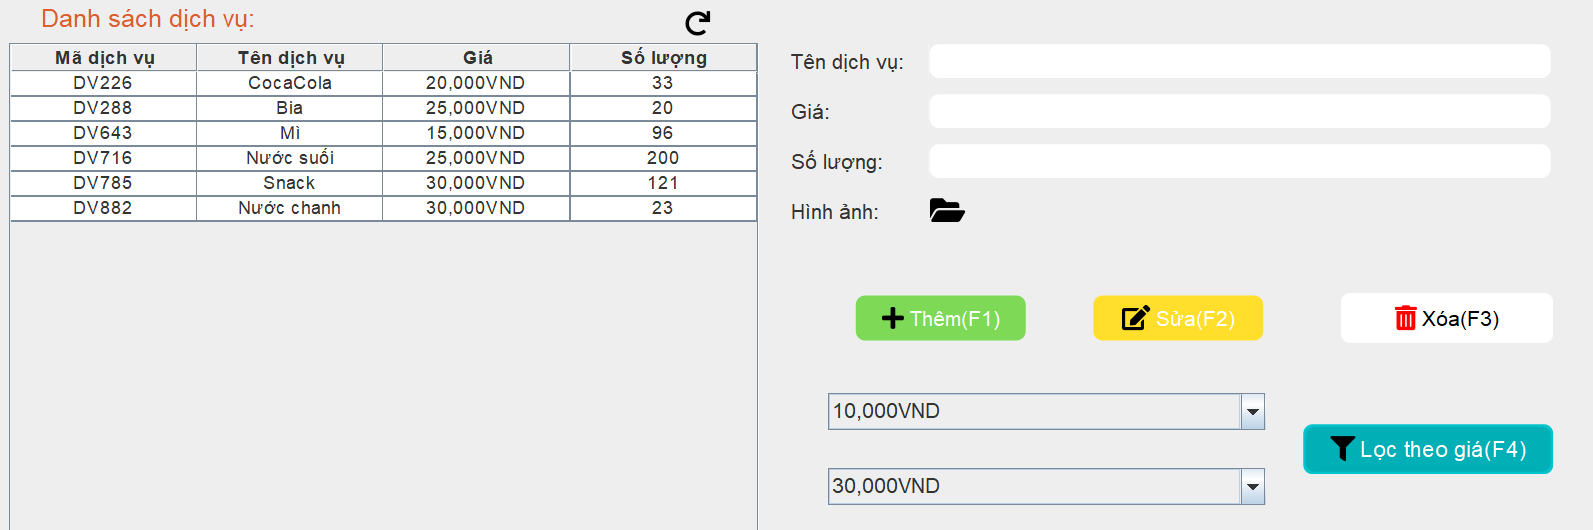 Danh sách dịch vụ:
Mã dịch vụ Tên dịch vụ Giá Số lượng
DV226 CocaCola 20,000VND 33
DV288 Bia 25,000VND 20
DV643 Mì 15,000VND 96
DV716 Nước suối 25,000VND 200
DV785 Snack 30,000VND 121
DV882 Nước chanh 30,000VND 23
Tên dịch vụ:
Giá:
Số lượng:
Hình ảnh:
Thêm(F1) Sửa(F2) Xóa(F3)
10,000VND
Lọc theo giá(F4)
30,000VND